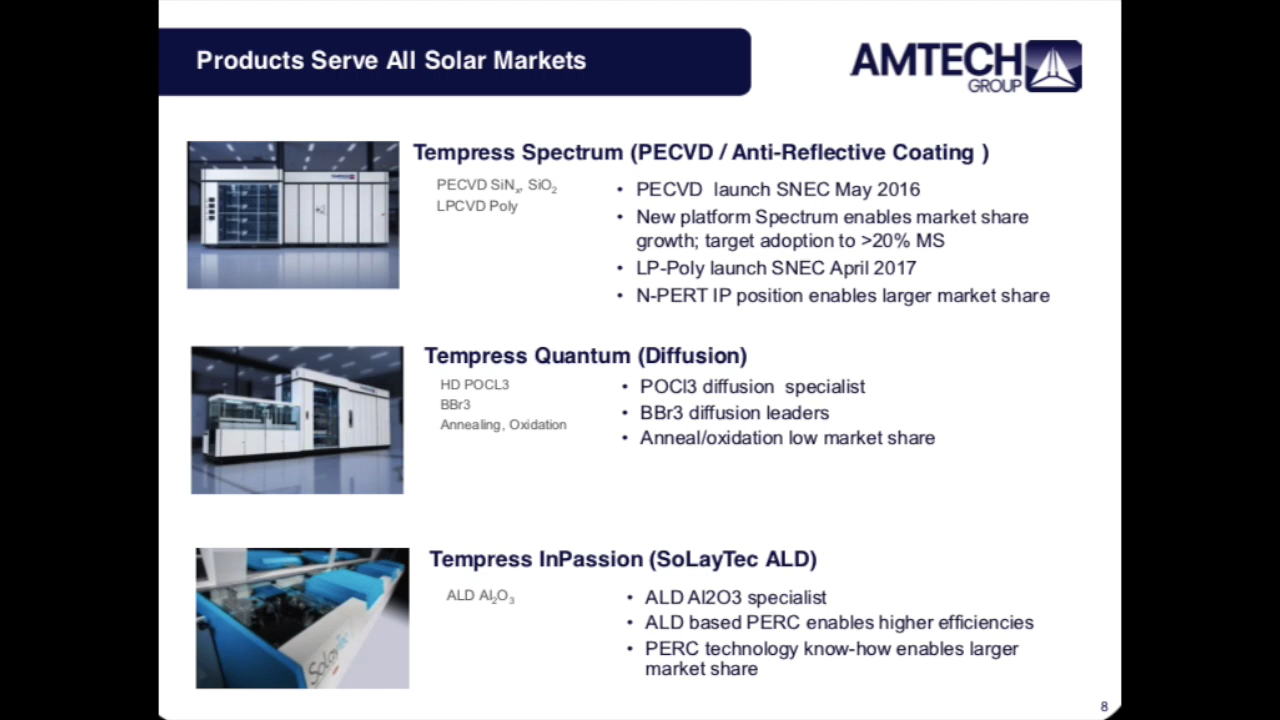 Products Serve All Solar Markets
AMTECH
GROUP
Tempress Spectrum (PECVD / Anti-Reflective Coating )
PECVD SiNₓ, SiO₂
LPCVD Poly
• PECVD launch SNEC May 2016
• New platform Spectrum enables market share
growth; target adoption to >20% MS
• LP-Poly launch SNEC April 2017
• N-PERT IP position enables larger market share
Tempress Quantum (Diffusion)
HD POCL3
BBr3
Annealing, Oxidation
• POCl3 diffusion specialist
• BBr3 diffusion leaders
• Anneal/oxidation low market share
Tempress InPassion (SoLayTec ALD)
ALD Al₂O₃
• ALD Al2O3 specialist
• ALD based PERC enables higher efficiencies
• PERC technology know-how enables larger
market share
SoLayTec
8